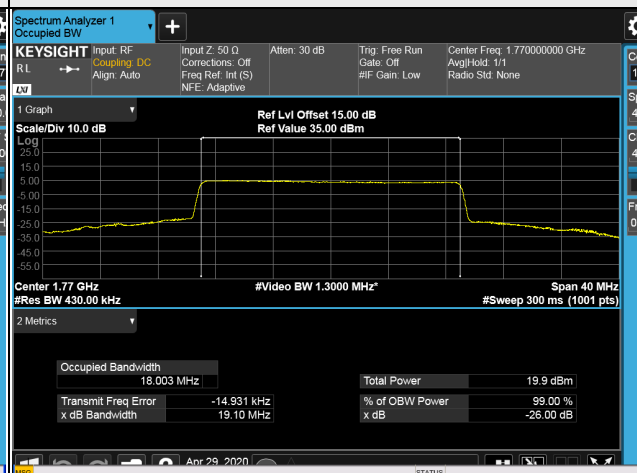 Spectrum Analyzer 1
Occupied BW
KEYSIGHT
RL
LXI
Input: RF
Coupling: DC
Align: Auto
Input Z: 50 Ω
Corrections: Off
Freq Ref: Int (S)
NFE: Adaptive
Atten: 30 dB
Trig: Free Run
Gate: Off
#IF Gain: Low
Center Freq: 1.770000000 GHz
Avg|Hold: 1/1
Radio Std: None
1 Graph
Scale/Div 10.0 dB
Ref Lvl Offset 15.00 dB
Ref Value 35.00 dBm
Log
25.0
15.0
5.00
-5.00
-15.0
-25.0
-35.0
-45.0
-55.0
Center 1.77 GHz
#Video BW 1.3000 MHz*
Span 40 MHz
#Res BW 430.00 kHz
#Sweep 300 ms (1001 pts)
2 Metrics
Occupied Bandwidth
18.003 MHz
Total Power 19.9 dBm
Transmit Freq Error -14.931 kHz
% of OBW Power 99.00 %
x dB Bandwidth 19.10 MHz
x dB -26.00 dB
Apr 29, 2020
MSG
STATUS